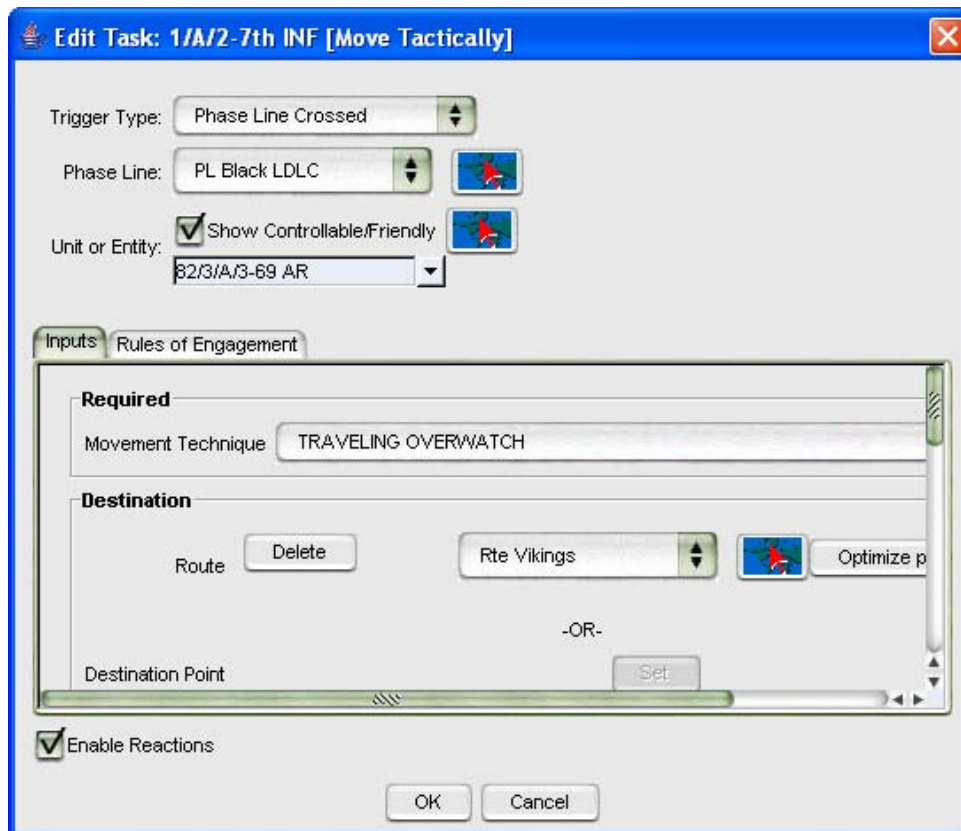 Edit Task: 1/A/2-7th INF [Move Tactically]
Trigger Type: Phase Line Crossed
Phase Line: PL Black LDLC
Show Controllable/Friendly
Unit or Entity:
82/3/A/3-69 AR
Inputs Rules of Engagement
Required
Movement Technique TRAVELING OVERWATCH
Destination
Route Delete Rte Vikings Optimize p
-OR-
Destination Point Set
Enable Reactions
OK Cancel